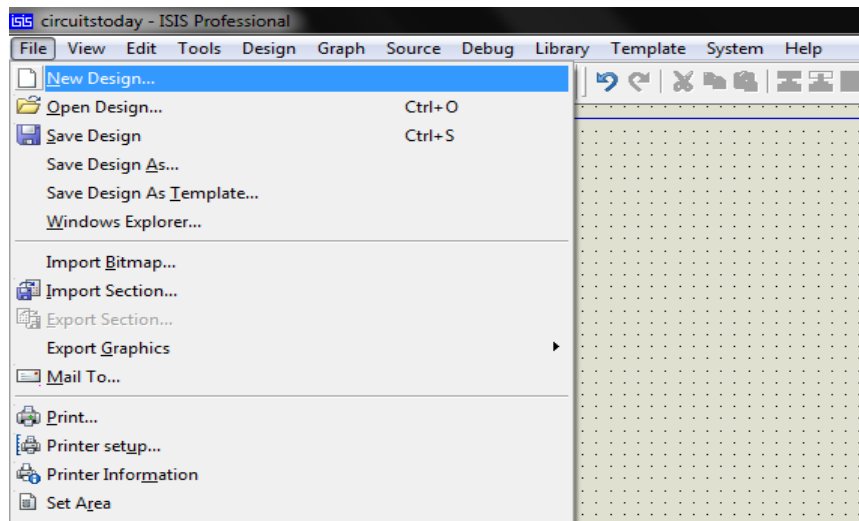 isis circuitstoday - ISIS Professional
File View Edit Tools Design Graph Source Debug Library Template System Help
New Design...
Open Design... Ctrl+O
Save Design Ctrl+S
Save Design As...
Save Design As Template...
Windows Explorer...
Import Bitmap...
Import Section...
Export Section...
Export Graphics
Mail To...
Print...
Printer setup...
Printer Information
Set Area